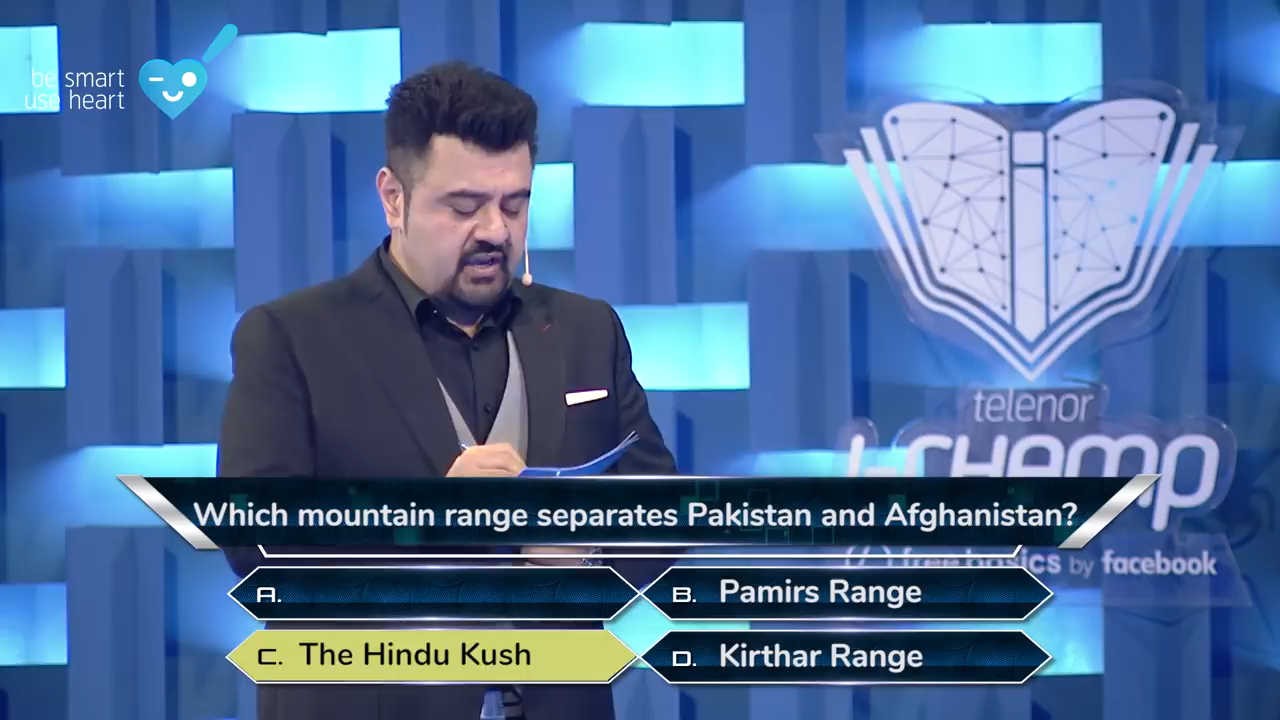 be smart
use heart
telenor
I-CHAMP
Which mountain range separates Pakistan and Afghanistan?
free basics by facebook
A.
B. Pamirs Range
C. The Hindu Kush
D. Kirthar Range